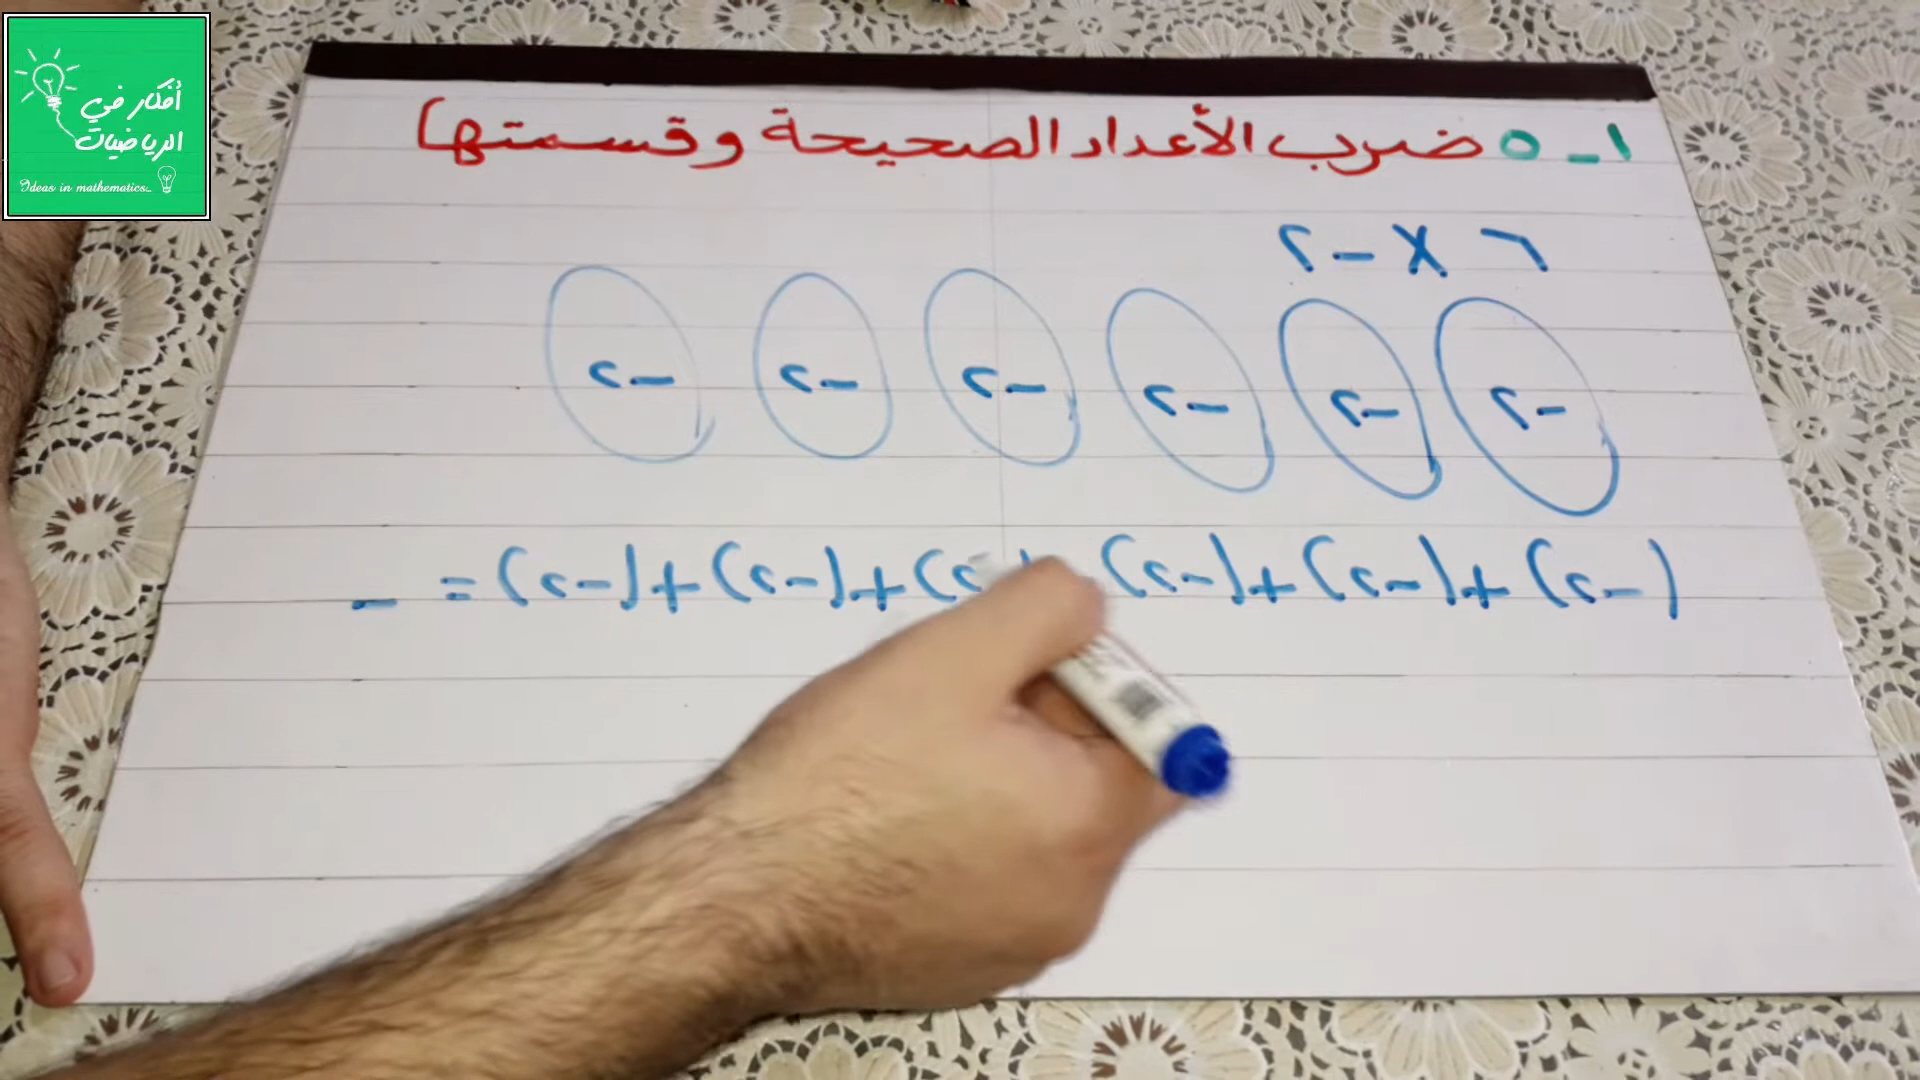 أفكار في
الرياضيات
Ideas in mathematics..
١ - ٥ ضرب الأعداد الصحيحة وقسمتها
٦ × -٢
-٢ -٢ -٢ -٢ -٢ -٢
(-٢) + (-٢) + (-٢) (٢ + (-٢) + (-٢) = -